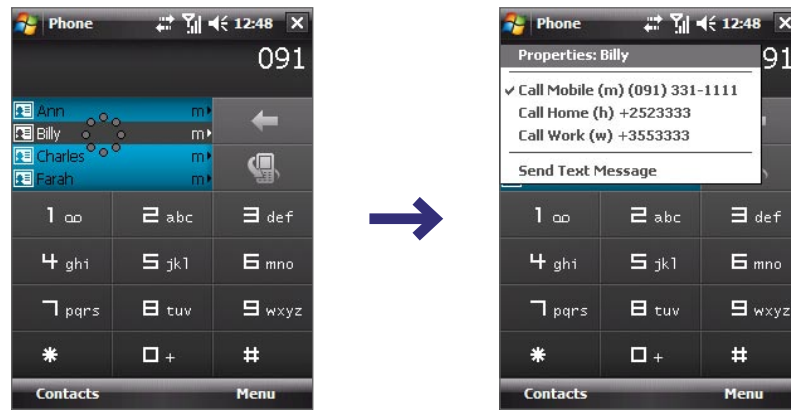 Phone 12:48
091
Ann m
Billy m
Charles m
Farah m
1 2 abc 3 def
4 ghi 5 jkl 6 mno
7 pqrs 8 tuv 9 wxyz
* 0 + #
Contacts Menu
Phone 12:48
91
Properties: Billy
✓ Call Mobile (m) (091) 331-1111
Call Home (h) +2523333
Call Work (w) +3553333
Send Text Message
1 2 abc 3 def
4 ghi 5 jkl 6 mno
7 pqrs 8 tuv 9 wxyz
* 0 + #
Contacts Menu